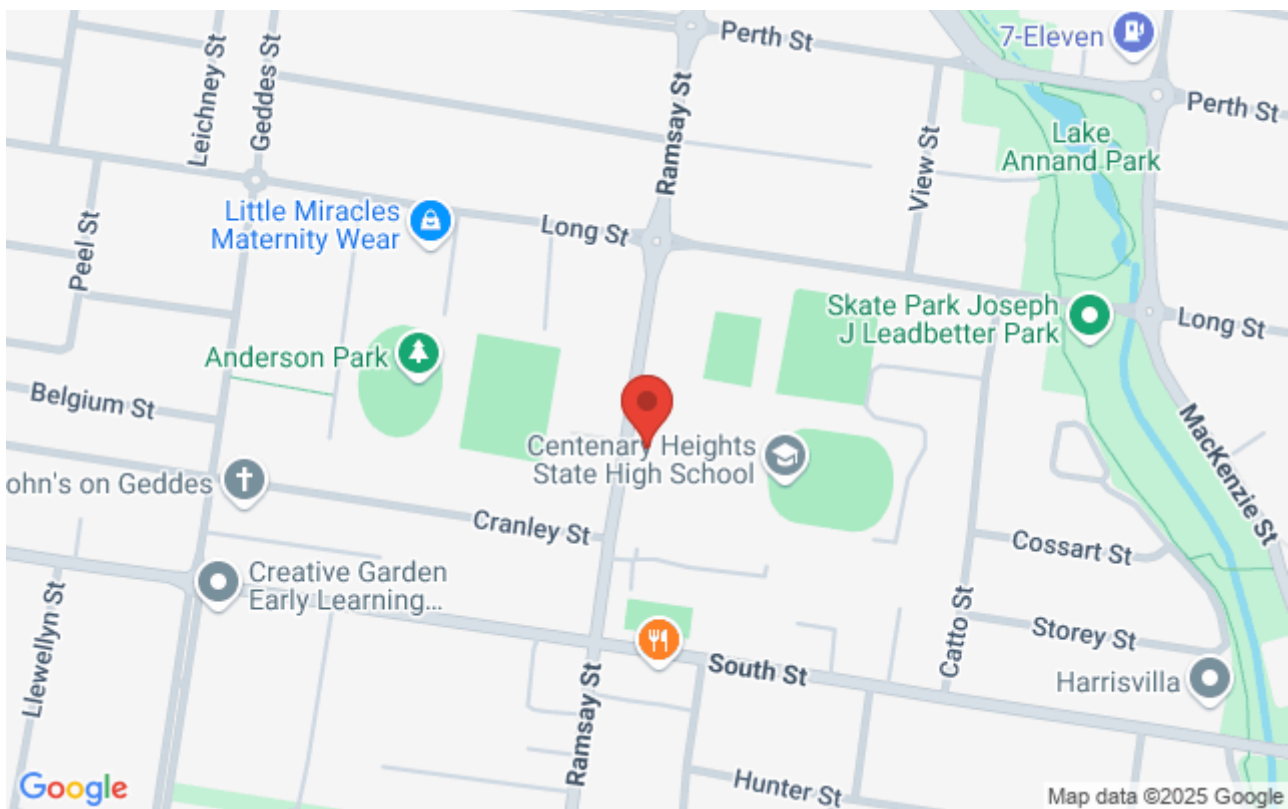 Perth St
7-Eleven
Perth St
Leichney St
Geddes St
Ramsay St
View St
Lake
Annand Park
Little Miracles
Maternity Wear
Long St
Peel St
Skate Park Joseph
J Leadbetter Park
Long St
Anderson Park
Belgium St
MacKenzie St
Centenary Heights
State High School
ohn's on Geddes
Cranley St
Cossart St
Creative Garden
Early Learning...
Llewellyn St
Catto St
Storey St
South St
Harrisvilla
Ramsay St
Hunter St
Google
Map data ©2025 Google